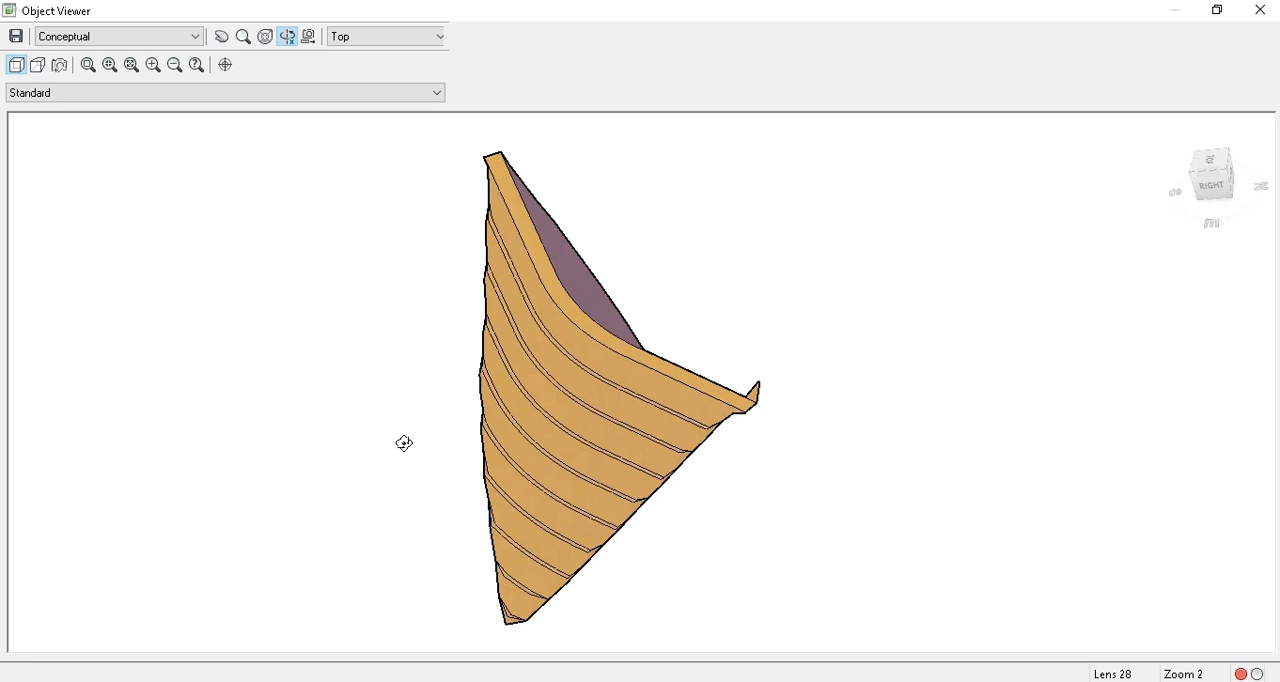 Object Viewer
Conceptual
Top
Standard
RIGHT
Lens 28
Zoom 2